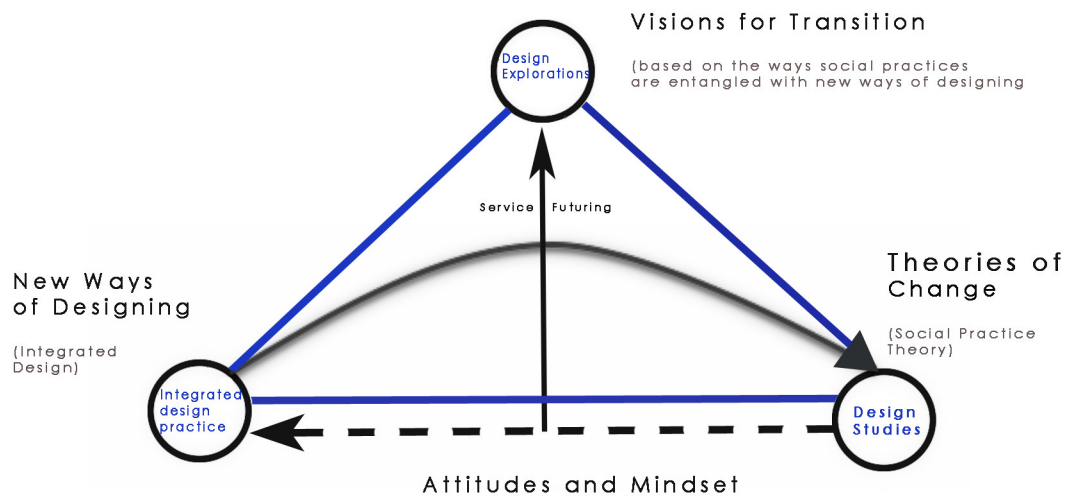 Visions for Transition
(based on the ways social practices
are entangled with new ways of designing
Design
Explorations
Service Futuring
New Ways
of Designing
(Integrated
Design)
Theories of
Change
(Social Practice
Theory)
Integrated
design
practice
Design
Studies
Attitudes and Mindset